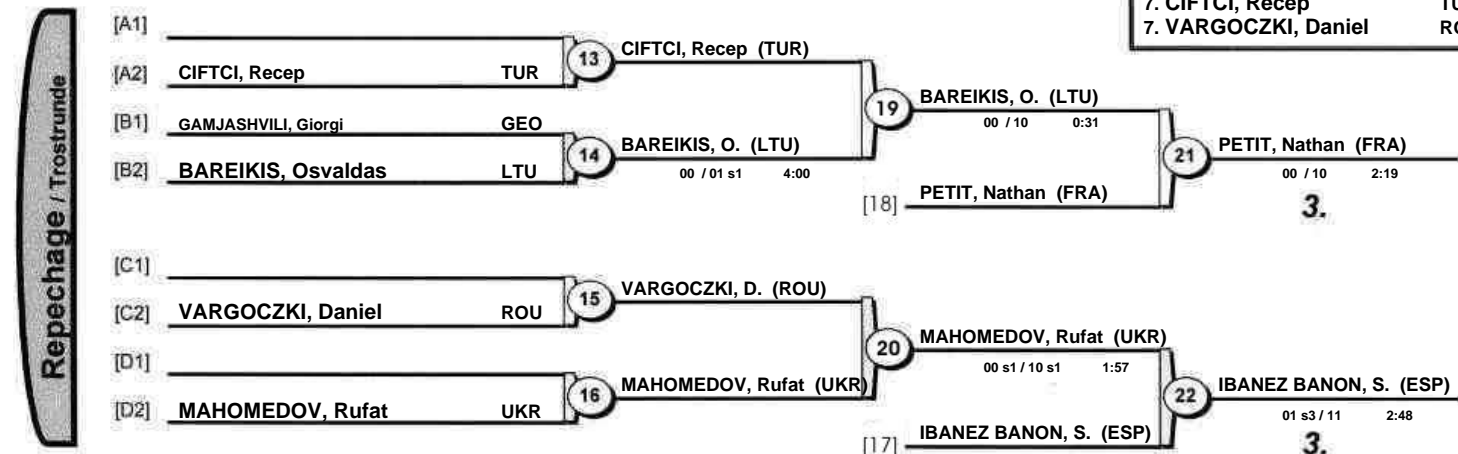 7. CIFTCI, Recep TU
7. VARGOCZKI, Daniel RO
Repechage / Trostrunde
[A1]
[A2] CIFTCI, Recep TUR
13 CIFTCI, Recep (TUR)
[B1] GAMJASHVILI, Giorgi GEO
[B2] BAREIKIS, Osvaldas LTU
14 BAREIKIS, O. (LTU)
00 / 01 s1 4:00
19 BAREIKIS, O. (LTU)
00 / 10 0:31
[18] PETIT, Nathan (FRA)
21 PETIT, Nathan (FRA)
00 / 10 2:19
3.
[C1]
[C2] VARGOCZKI, Daniel ROU
15 VARGOCZKI, D. (ROU)
[D1]
[D2] MAHOMEDOV, Rufat UKR
16 MAHOMEDOV, Rufat (UKR)
20 MAHOMEDOV, Rufat (UKR)
00 s1 / 10 s1 1:57
[17] IBANEZ BANON, S. (ESP)
22 IBANEZ BANON, S. (ESP)
01 s3 / 11 2:48
3.